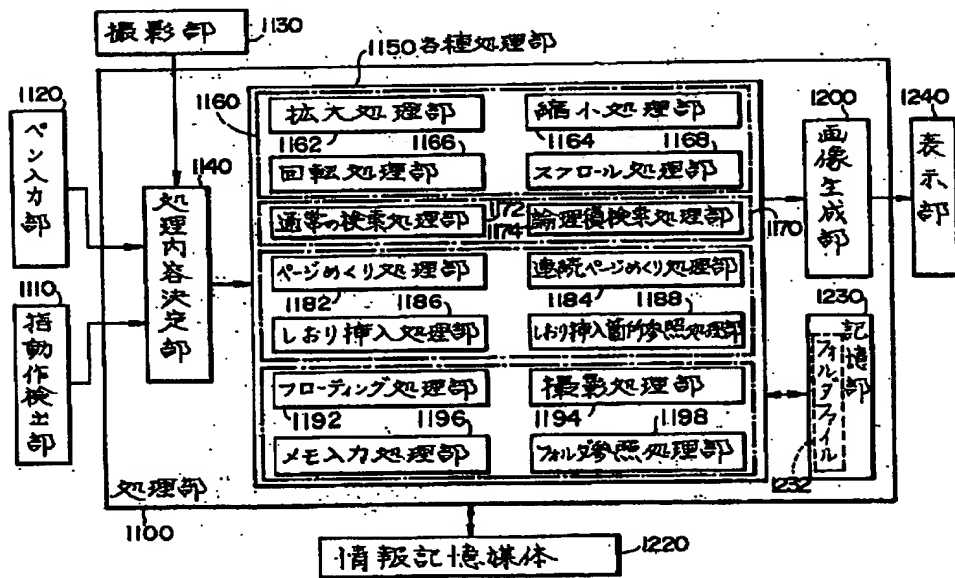 撮影部 1130
1150各種処理部
1120
ペン入力部
1160
拡大処理部
縮小処理部
1162
1166
1164
1168
回転処理部
スクロール処理部
1200
画像生成部
1240
表示部
1140
処理内容決定部
通常の検索処理部
1172
1174
論理積検索処理部
1170
1110
指動作検出部
ページめくり処理部
連続ページめくり処理部
1182
1186
1184
1188
しおり挿入処理部
しおり挿入箇所参照処理部
1230
記憶部
フォルダファイル
1232
フローティング処理部
撮影処理部
1192
1196
1194
1198
メモ入力処理部
フォルダ参照処理部
処理部
1100
情報記憶媒体 1220